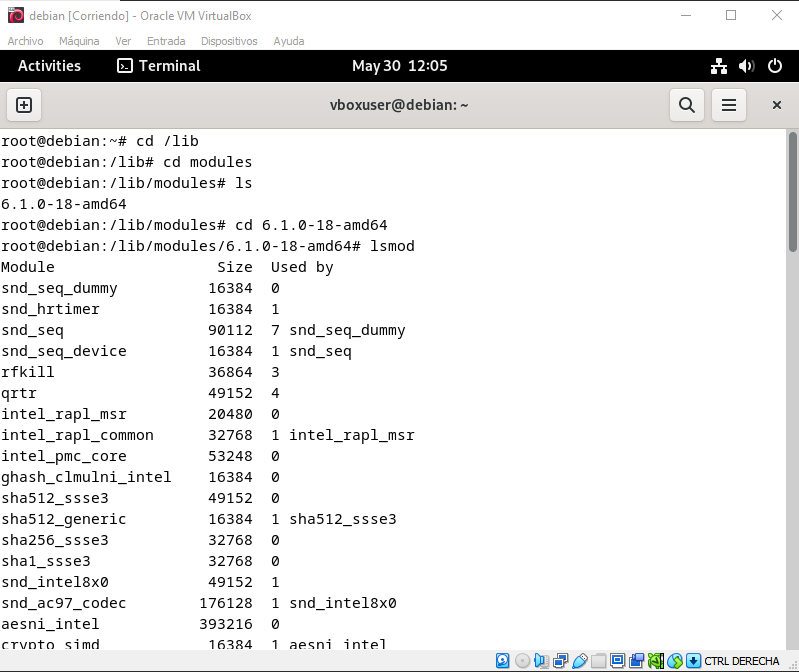 debian [Corriendo] - Oracle VM VirtualBox
Archivo Máquina Ver Entrada Dispositivos Ayuda
Activities Terminal May 30 12:05
vboxuser@debian: ~
root@debian:~# cd /lib
root@debian:/lib# cd modules
root@debian:/lib/modules# ls
6.1.0-18-amd64
root@debian:/lib/modules# cd 6.1.0-18-amd64
root@debian:/lib/modules/6.1.0-18-amd64# lsmod
Module Size Used by
snd_seq_dummy 16384 0
snd_hrtimer 16384 1
snd_seq 90112 7 snd_seq_dummy
snd_seq_device 16384 1 snd_seq
rfkill 36864 3
qrtr 49152 4
intel_rapl_msr 20480 0
intel_rapl_common 32768 1 intel_rapl_msr
intel_pmc_core 53248 0
ghash_clmulni_intel 16384 0
sha512_ssse3 49152 0
sha512_generic 16384 1 sha512_ssse3
sha256_ssse3 32768 0
sha1_ssse3 32768 0
snd_intel8x0 49152 1
snd_ac97_codec 176128 1 snd_intel8x0
aesni_intel 393216 0
crypto_simd 16384 1 aesni_intel
CTRL DERECHA